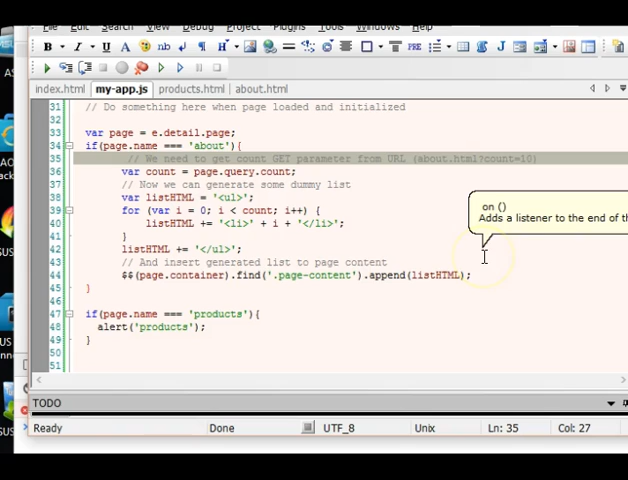 Edit Search View Debug Project Plugins Tools Window Help
B I U A nb ¶ H PRE J
index.html my-app.js products.html about.html
31 // Do something here when page loaded and initialized
32
33 var page = e.detail.page;
34 if(page.name === 'about'){
35 // We need to get count GET parameter from URL (about.html?count=10)
36 var count = page.query.count;
37 // Now we can generate some dummy list
38 var listHTML = '<ul>';
39 for (var i = 0; i < count; i++) {
40 listHTML += '<li>' + i + '</li>';
41 }
42 listHTML += '</ul>';
43 // And insert generated list to page content
44 $$(page.container).find('.page-content').append(listHTML);
45 }
46
47 if(page.name === 'products'){
48 alert('products');
49 }
50
51
on ()
Adds a listener to the end of th
TODO
Ready Done UTF_8 Unix Ln: 35 Col: 27